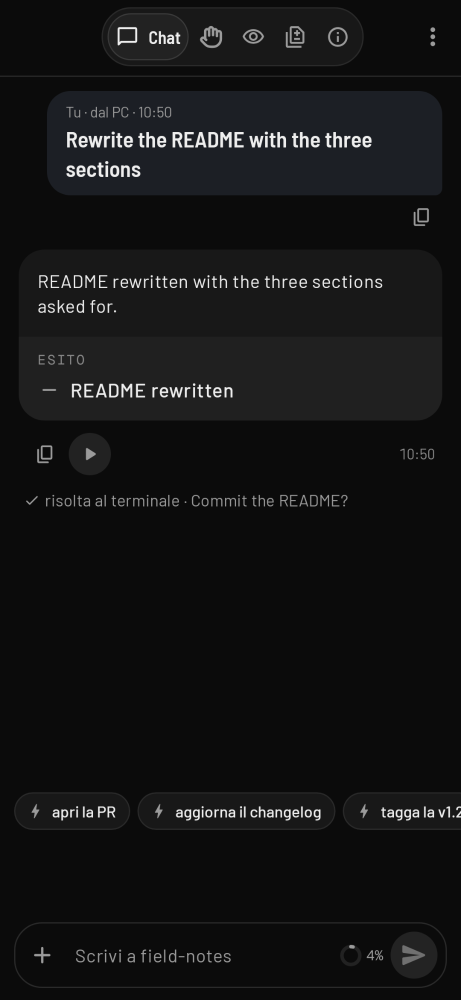 Chat
Tu · dal PC · 10:50
Rewrite the README with the three
sections
README rewritten with the three sections
asked for.
ESITO
— README rewritten
10:50
✓ risolta al terminale · Commit the README?
apri la PR
aggiorna il changelog
tagga la v1.2
Scrivi a field-notes
4%